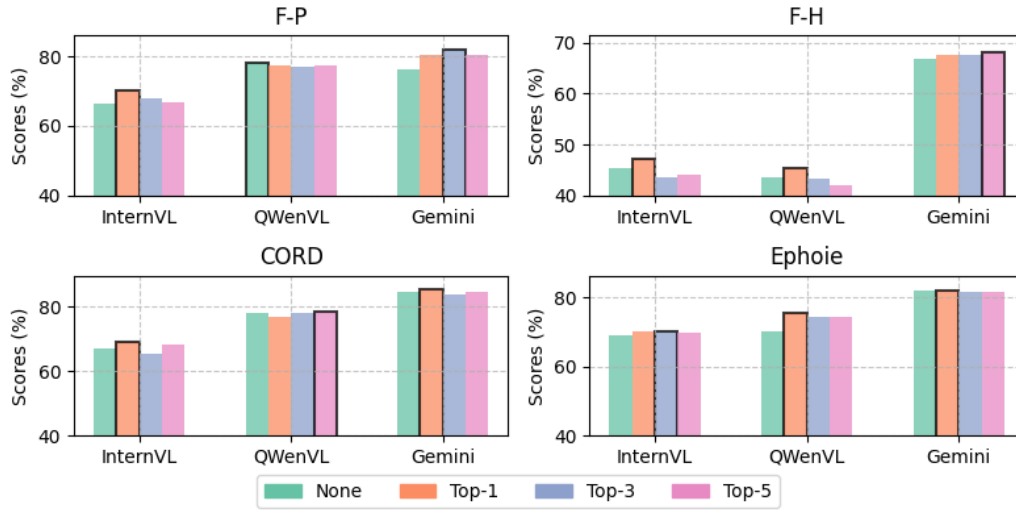 F-P
F-H
Scores (%)
80
60
40
InternVL
QWenVL
Gemini
Scores (%)
70
60
50
40
InternVL
QWenVL
Gemini
CORD
Ephoie
Scores (%)
80
60
40
InternVL
QWenVL
Gemini
Scores (%)
80
60
40
InternVL
QWenVL
Gemini
None Top-1 Top-3 Top-5